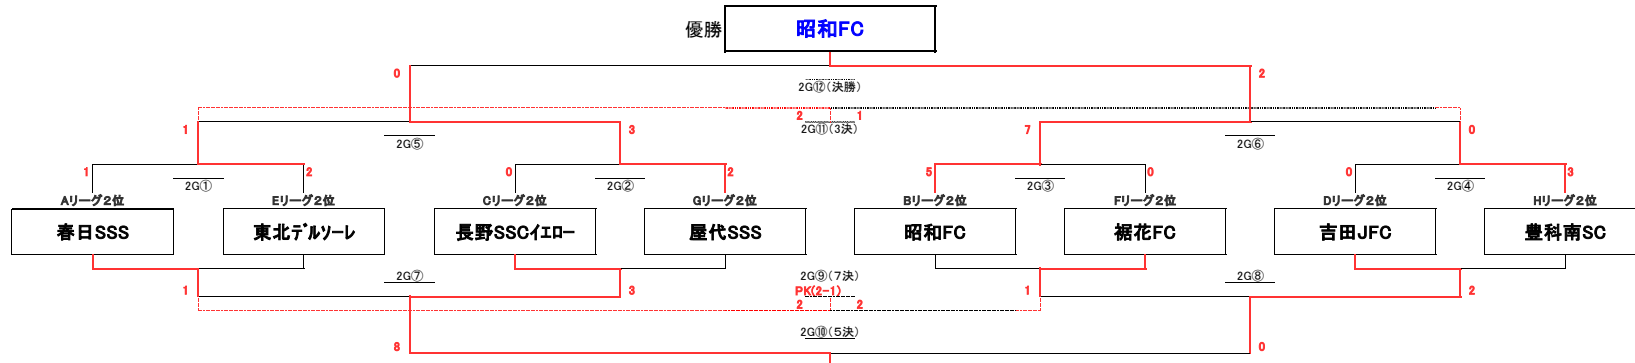 優勝 昭和FC
0 2
2G⑫(決勝)
2 1
1 3 2G⑪(3決) 7 0
2G⑤ 2G⑥
1 2 0 2 5 0 0 3
2G① 2G② 2G③ 2G④
Aリーグ2位 Eリーグ2位 Cリーグ2位 Gリーグ2位 Bリーグ2位 Fリーグ2位 Dリーグ2位 Hリーグ2位
春日SSS 東北デルソーレ 長野SSCイエロー 屋代SSS 昭和FC 裾花FC 吉田JFC 豊科南SC
2G⑦ 2G⑨(7決) 2G⑧
1 3 PK(2-1) 1 2
2 2
2G⑩(5決)
8 0